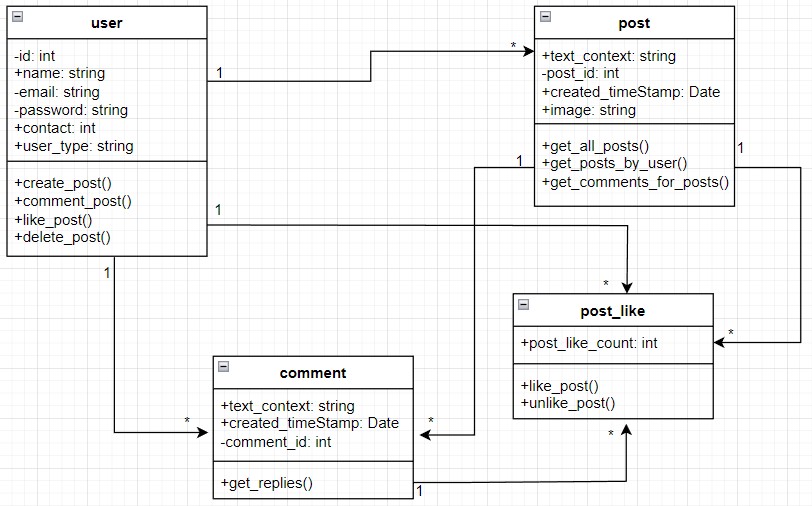 user
-id: int
+name: string
-email: string
-password: string
+contact: int
+user_type: string
+create_post()
+comment_post()
+like_post()
+delete_post()
1
*
post
+text_context: string
-post_id: int
+created_timeStamp: Date
+image: string
+get_all_posts()
+get_posts_by_user()
+get_comments_for_posts()
1
1
1
*
*
1
post_like
+post_like_count: int
+like_post()
+unlike_post()
*
comment
+text_context: string
+created_timeStamp: Date
-comment_id: int
+get_replies()
*
*
1